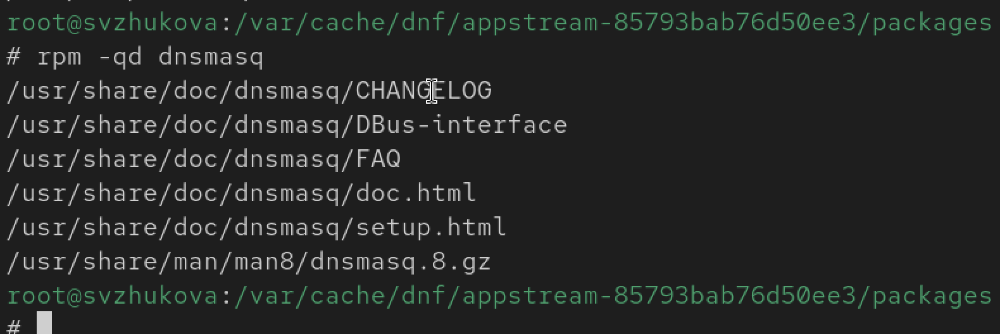 root@svzhukova:/var/cache/dnf/appstream-85793bab76d50ee3/packages
# rpm -qd dnsmasq
/usr/share/doc/dnsmasq/CHANGELOG
/usr/share/doc/dnsmasq/DBus-interface
/usr/share/doc/dnsmasq/FAQ
/usr/share/doc/dnsmasq/doc.html
/usr/share/doc/dnsmasq/setup.html
/usr/share/man/man8/dnsmasq.8.gz
root@svzhukova:/var/cache/dnf/appstream-85793bab76d50ee3/packages
#